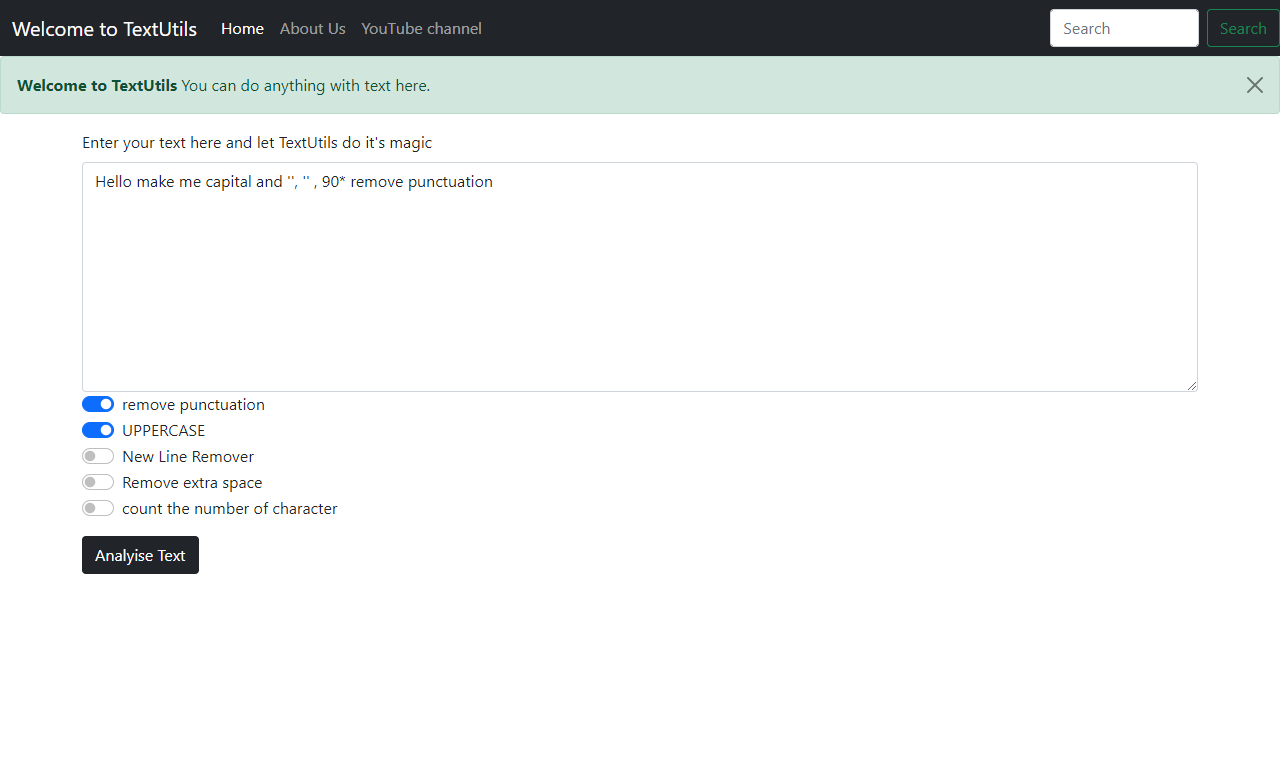 Welcome to TextUtils Home About Us YouTube channel Search Search
Welcome to TextUtils You can do anything with text here.
Enter your text here and let TextUtils do it's magic
Hello make me capital and '', '' , 90* remove punctuation
remove punctuation
UPPERCASE
New Line Remover
Remove extra space
count the number of character
Analyise Text